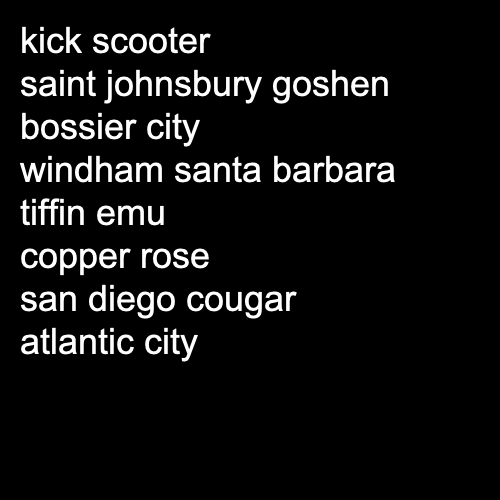 kick scooter
saint johnsbury goshen
bossier city
windham santa barbara
tiffin emu
copper rose
san diego cougar
atlantic city